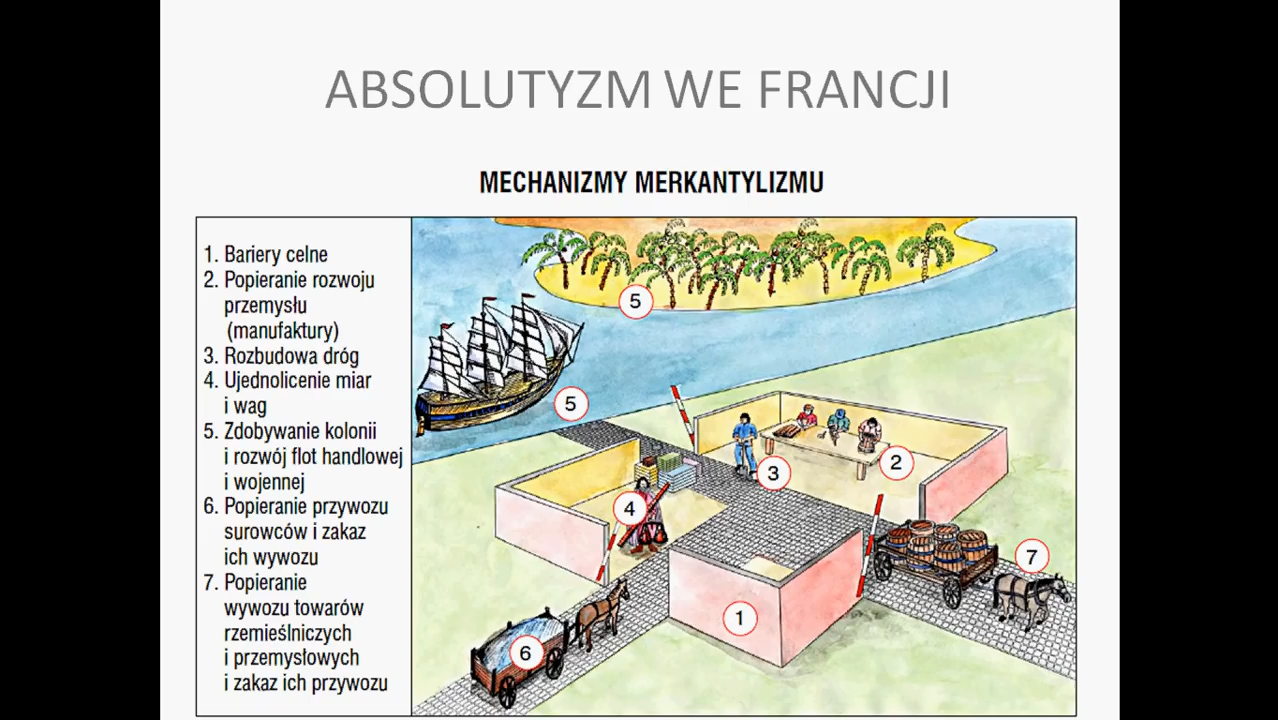 ABSOLUTYZM WE FRANCJI
MECHANIZMY MERKANTYLIZMU
1. Bariery celne
2. Popieranie rozwoju
przemysłu
(manufaktury)
3. Rozbudowa dróg
4. Ujednolicenie miar
i wag
5. Zdobywanie kolonii
i rozwój flot handlowej
i wojennej
6. Popieranie przywozu
surowców i zakaz
ich wywozu
7. Popieranie
wywozu towarów
rzemieślniczych
i przemysłowych
i zakaz ich przywozu
5
5
2
3
4
7
1
6